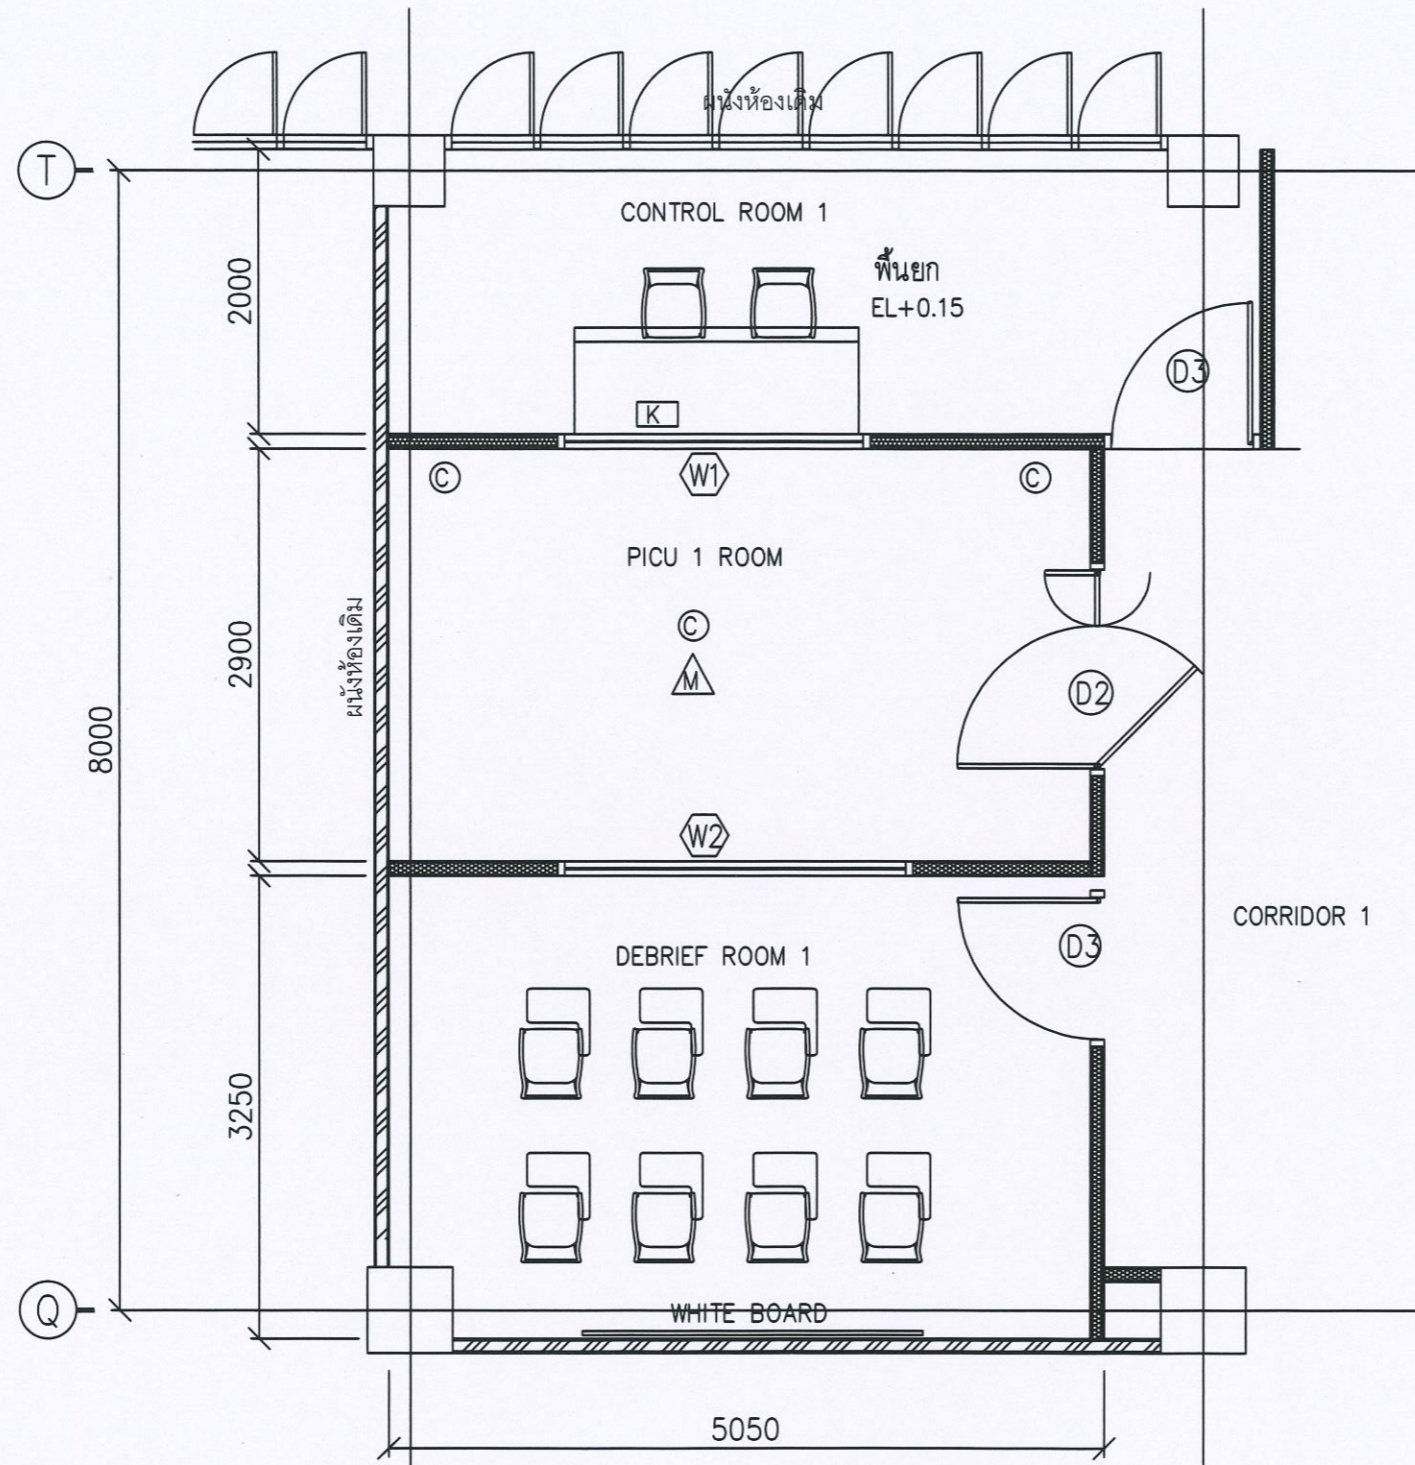 ผนังห้องเดิม
T
CONTROL ROOM 1
พื้นยก
EL+0.15
2000
D3
K
C
W1
C
PICU 1 ROOM
ผนังห้องเดิม
C
2900
M
D2
8000
W2
CORRIDOR 1
D3
DEBRIEF ROOM 1
3250
Q
WHITE BOARD
5050